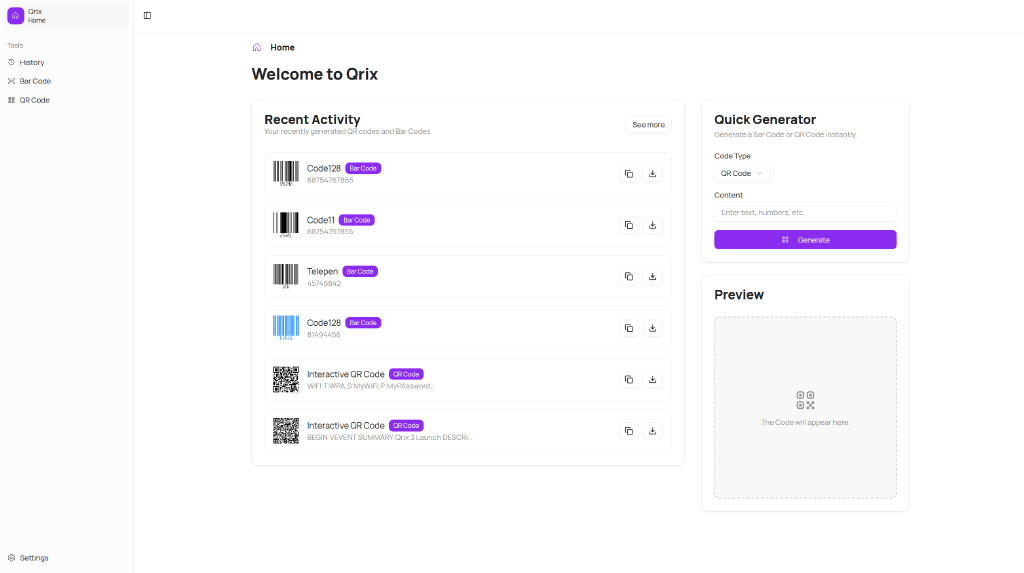 Qrix
Home
Tools
History
Bar Code
QR Code
Settings
Home
Welcome to Qrix
Recent Activity
Your recently generated QR codes and Bar Codes
See more
Code128 Bar Code
68754767865
Code11 Bar Code
68754767855
Telepen Bar Code
45746842
Code128 Bar Code
81494456
Interactive QR Code QR Code
WIFI:T:WPA;S:MyWiFi;P:MyPAssword;;
Interactive QR Code QR Code
BEGIN:VEVENT SUMMARY:Qrix 3 Launch DESCRI...
Quick Generator
Generate a Bar Code or QR Code instantly.
Code Type
QR Code
Content
Enter text, numbers, etc.
Generate
Preview
The Code will appear here.